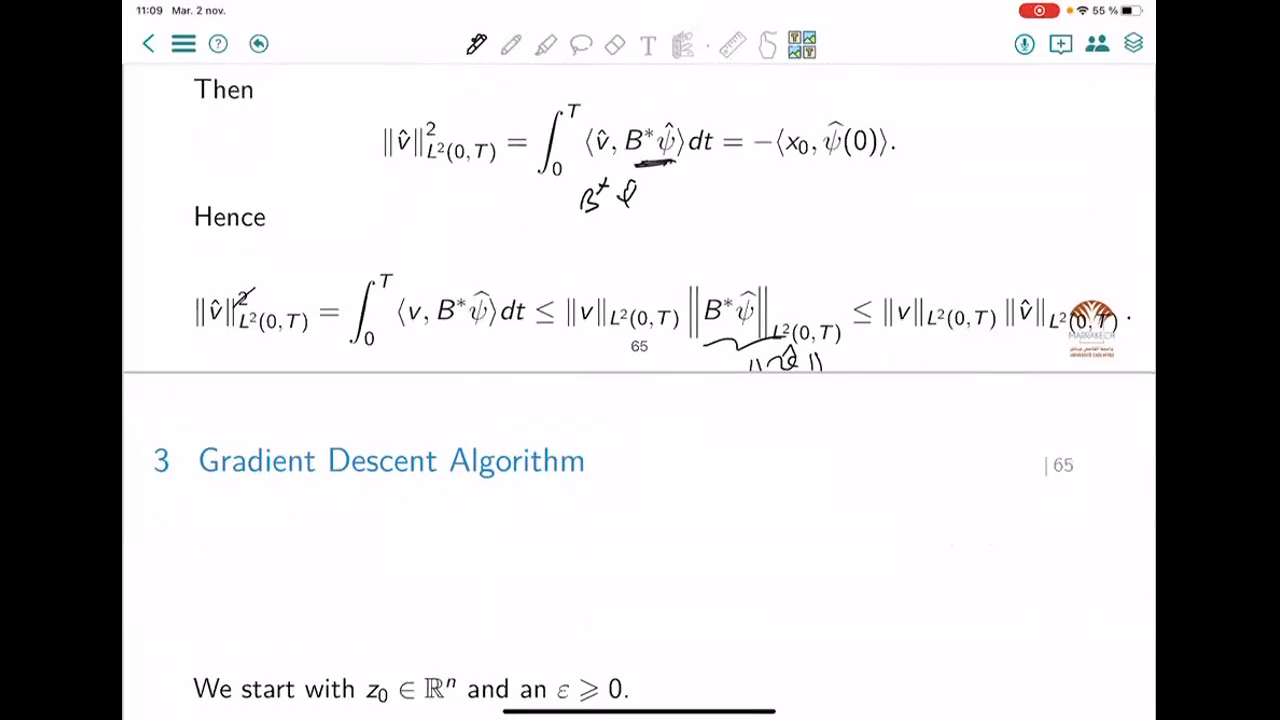 11:09 Mar. 2 nov. 55 %
Then
‖v̂‖²_{L²(0,T)} = ∫₀ᵀ ⟨v̂, B*ψ̂⟩dt = −⟨x₀, ψ̂(0)⟩.
Hence
‖v̂‖²_{L²(0,T)} = ∫₀ᵀ ⟨v, B*ψ̂⟩dt ≤ ‖v‖_{L²(0,T)} ‖B*ψ̂‖_{L²(0,T)} ≤ ‖v‖_{L²(0,T)} ‖v̂‖_{L²(0,T)}.
65
MARRAKECH
3 Gradient Descent Algorithm
| 65
We start with z₀ ∈ ℝⁿ and an ε ⩾ 0.